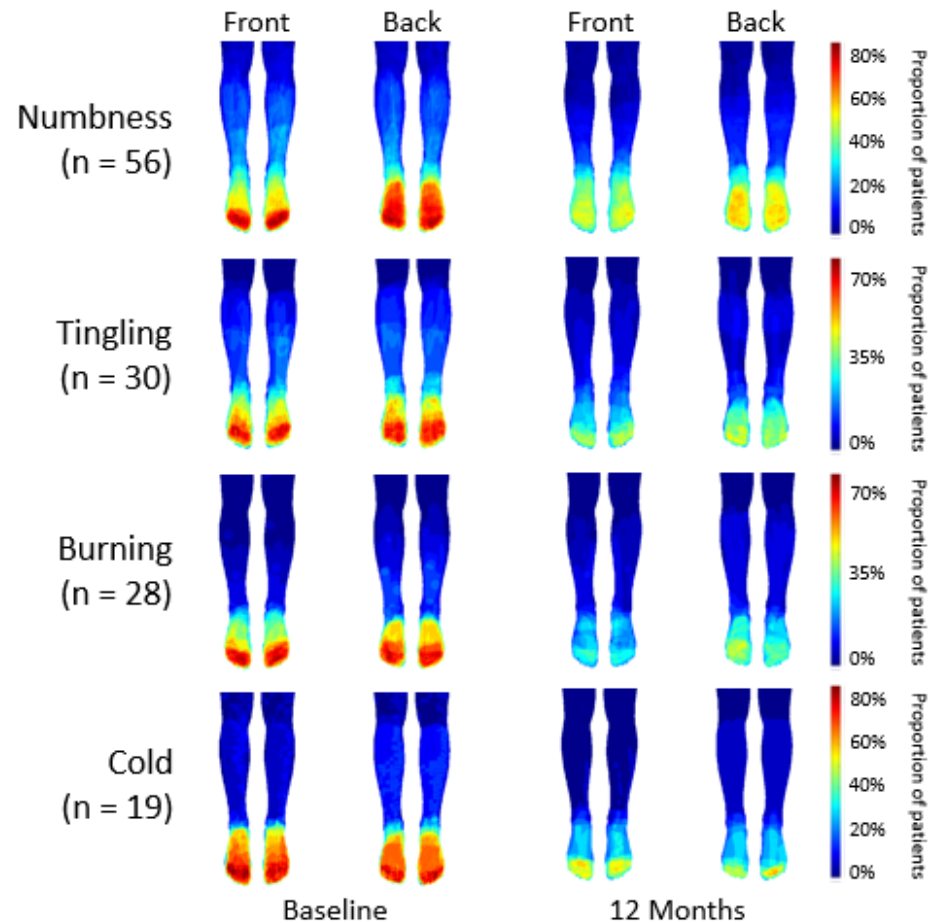 Front Back Front Back
Numbness
(n = 56)
80%
60%
40%
20%
0%
Proportion of patients
Tingling
(n = 30)
70%
35%
0%
Proportion of patients
Burning
(n = 28)
70%
35%
0%
Proportion of patients
Cold
(n = 19)
80%
60%
40%
20%
0%
Proportion of patients
Baseline 12 Months